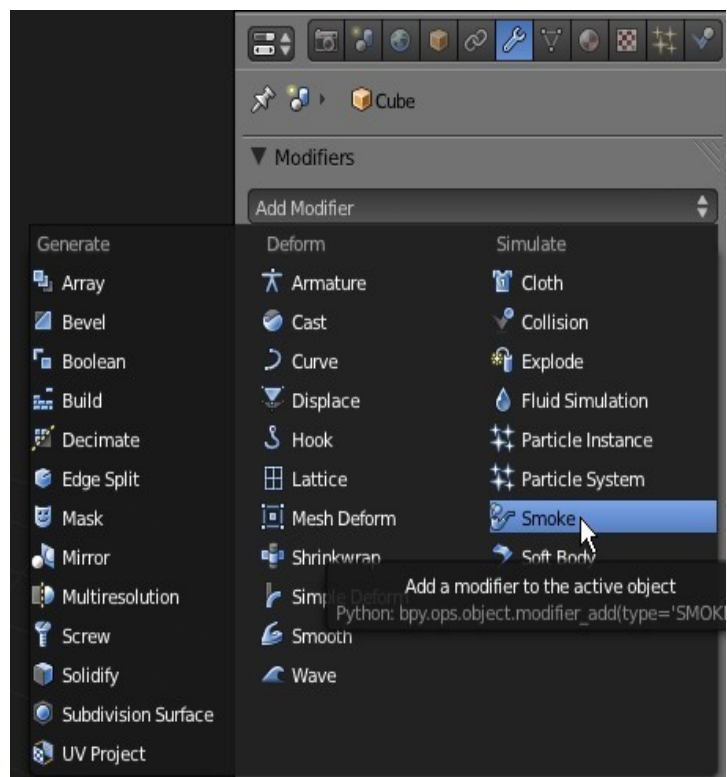 Cube
Modifiers
Add Modifier
Generate
Array
Bevel
Boolean
Build
Decimate
Edge Split
Mask
Mirror
Multiresolution
Screw
Solidify
Subdivision Surface
UV Project
Deform
Armature
Cast
Curve
Displace
Hook
Lattice
Mesh Deform
Shrinkwrap
Simple Deform
Smooth
Wave
Simulate
Cloth
Collision
Explode
Fluid Simulation
Particle Instance
Particle System
Smoke
Soft Body
Add a modifier to the active object
Python: bpy.ops.object.modifier_add(type='SMOK